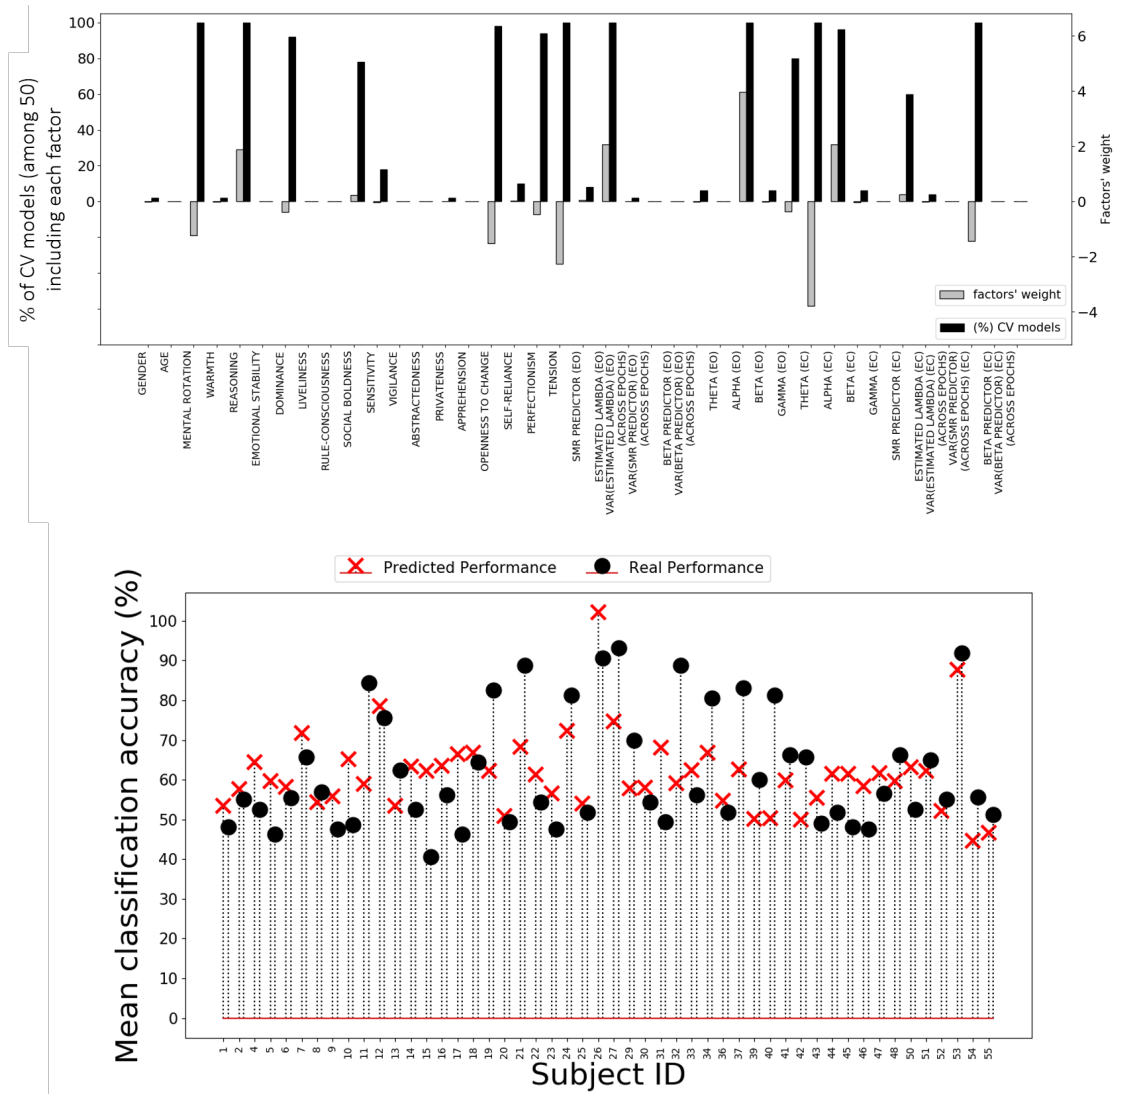 % of CV models (among 50)
including each factor
100
80
60
40
20
0
6
4
2
0
−2
−4
Factors' weight
factors' weight
(%) CV models
GENDER
AGE
MENTAL ROTATION
WARMTH
REASONING
EMOTIONAL STABILITY
DOMINANCE
LIVELINESS
RULE-CONSCIOUSNESS
SOCIAL BOLDNESS
SENSITIVITY
VIGILANCE
ABSTRACTEDNESS
PRIVATENESS
APPREHENSION
OPENNESS TO CHANGE
SELF-RELIANCE
PERFECTIONISM
TENSION
SMR PREDICTOR (EO)
ESTIMATED LAMBDA (EO)
VAR(ESTIMATED LAMBDA) (EO)
(ACROSS EPOCHS)
VAR(SMR PREDICTOR) (EO)
(ACROSS EPOCHS)
BETA PREDICTOR (EO)
VAR(BETA PREDICTOR) (EO)
(ACROSS EPOCHS)
THETA (EO)
ALPHA (EO)
BETA (EO)
GAMMA (EO)
THETA (EC)
ALPHA (EC)
BETA (EC)
GAMMA (EC)
SMR PREDICTOR (EC)
ESTIMATED LAMBDA (EC)
VAR(ESTIMATED LAMBDA) (EC)
(ACROSS EPOCHS)
VAR(SMR PREDICTOR)
(ACROSS EPOCHS) (EC)
BETA PREDICTOR (EC)
VAR(BETA PREDICTOR) (EC)
(ACROSS EPOCHS)
Predicted Performance
Real Performance
Mean classification accuracy (%)
100
90
80
70
60
50
40
30
20
10
0
1 2 4 5 6 7 8 9 10 11 12 13 14 15 16 17 18 19 20 21 22 23 24 25 26 27 29 30 31 32 33 34 36 37 39 40 41 42 43 44 45 46 47 48 50 51 52 53 54 55
Subject ID